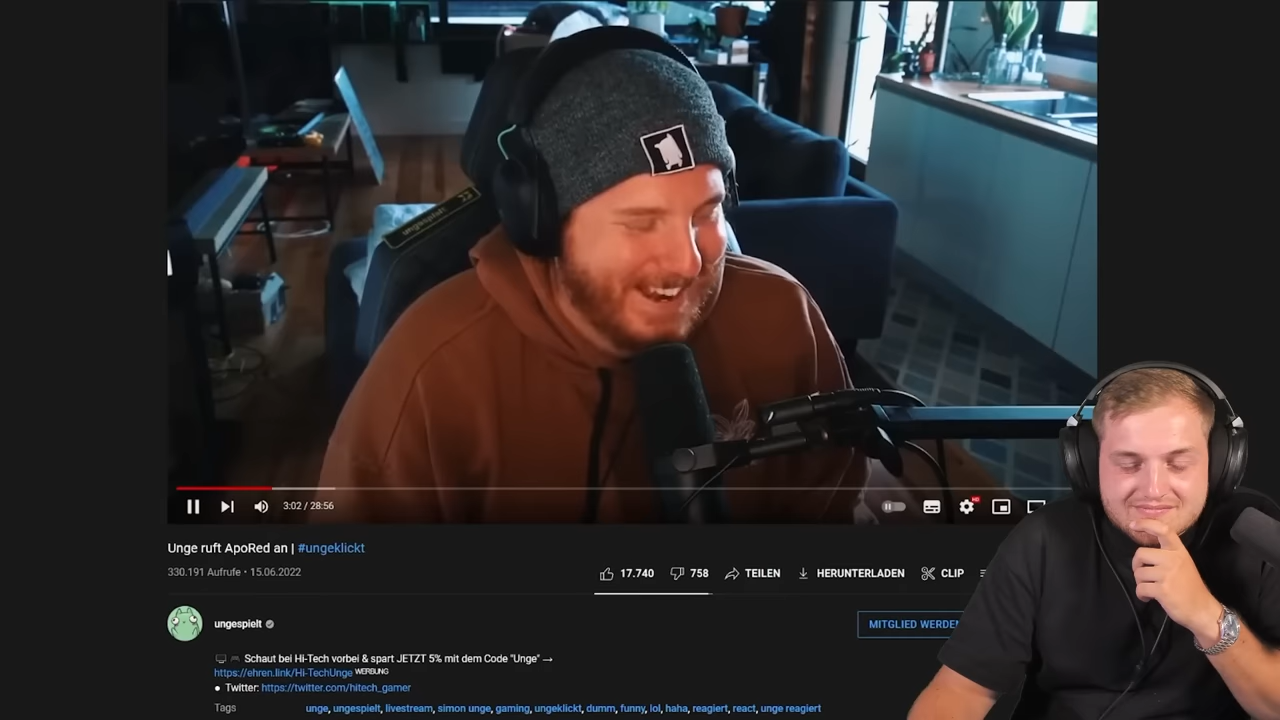 ungespielt
3:02 / 28:56
HD
Unge ruft ApoRed an | #ungeklickt
330.191 Aufrufe • 15.06.2022
17.740
758
TEILEN
HERUNTERLADEN
CLIP
ungespielt
MITGLIED WERDEN
Schaut bei Hi-Tech vorbei & spart JETZT 5% mit dem Code "Unge" →
https://ehren.link/Hi-TechUnge WERBUNG
● Twitter: https://twitter.com/hitech_gamer
Tags unge, ungespielt, livestream, simon unge, gaming, ungeklickt, dumm, funny, lol, haha, reagiert, react, unge reagiert